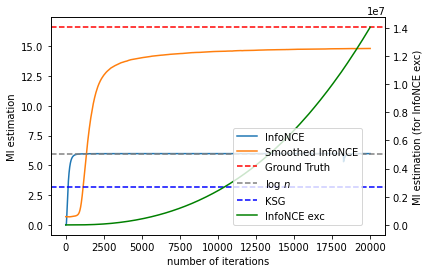 1e7
MI estimation
15.0
12.5
10.0
7.5
5.0
2.5
0.0
1.4
1.2
1.0
0.8
0.6
0.4
0.2
0.0
MI estimation (for InfoNCE exc)
InfoNCE
Smoothed InfoNCE
Ground Truth
log n
KSG
InfoNCE exc
0 2500 5000 7500 10000 12500 15000 17500 20000
number of iterations